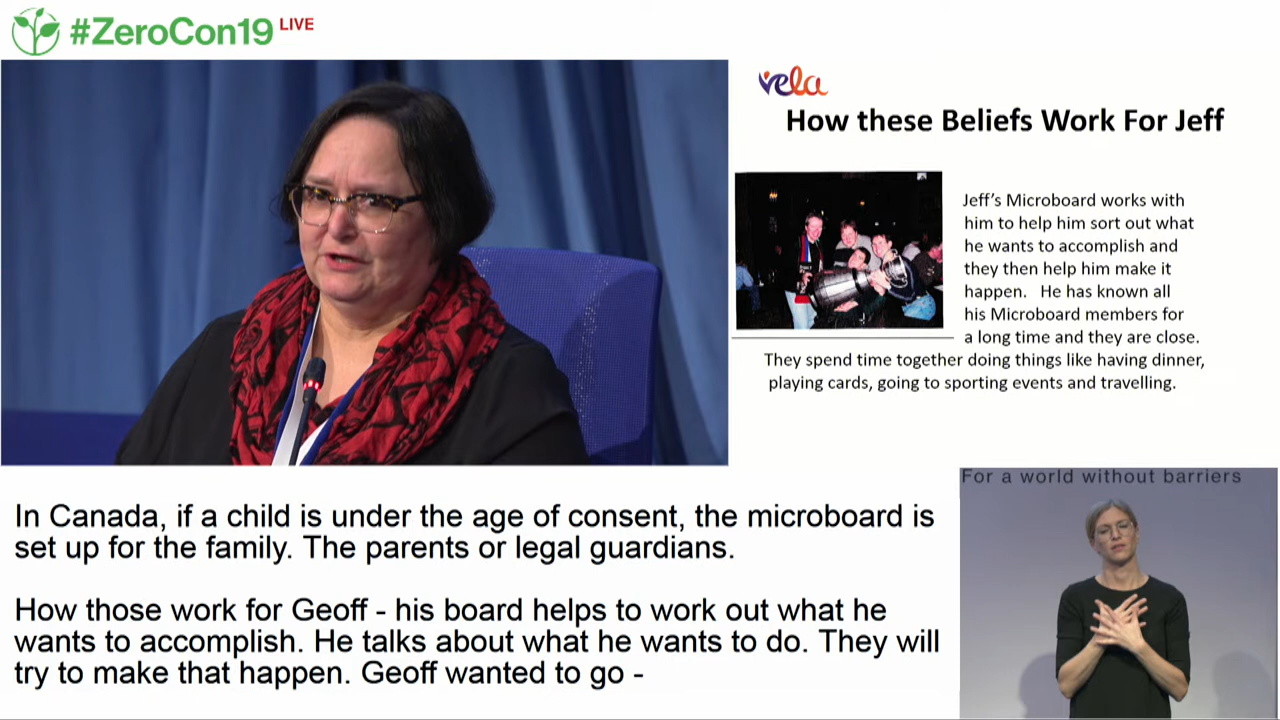 #ZeroCon19 LIVE
vela
How these Beliefs Work For Jeff
Jeff's Microboard works with
him to help him sort out what
he wants to accomplish and
they then help him make it
happen. He has known all
his Microboard members for
a long time and they are close.
They spend time together doing things like having dinner,
playing cards, going to sporting events and travelling.
In Canada, if a child is under the age of consent, the microboard is
set up for the family. The parents or legal guardians.
How those work for Geoff - his board helps to work out what he
wants to accomplish. He talks about what he wants to do. They will
try to make that happen. Geoff wanted to go -
For a world without barriers